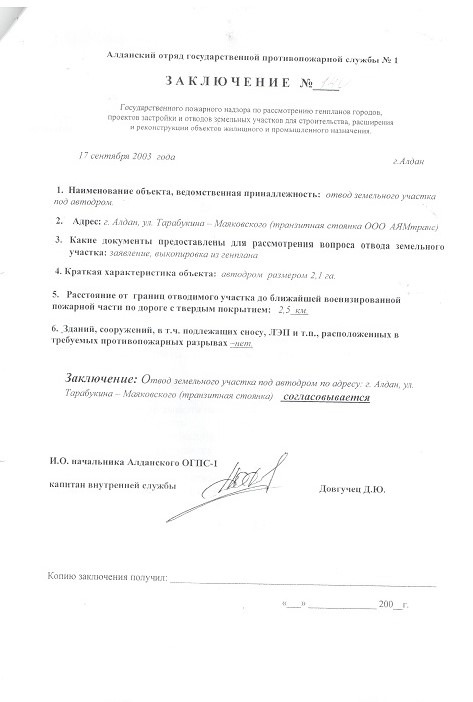 Алданский отряд государственной противопожарной службы № 1
ЗАКЛЮЧЕНИЕ №
Государственного пожарного надзора по рассмотрению генпланов городов,
проектов застройки и отводов земельных участков для строительства, расширения
и реконструкции объектов жилищного и промышленного назначения.
17 сентября 2003 года г.Алдан
1. Наименование объекта, ведомственная принадлежность: отвод земельного участка
под автодром.
2. Адрес: г. Алдан, ул. Тарабукина – Маяковского (транзитная стоянка ООО АЯМтранс)
3. Какие документы предоставлены для рассмотрения вопроса отвода земельного
участка: заявление, выкопировка из генплана
4. Краткая характеристика объекта: автодром размером 2,1 га.
5. Расстояние от границ отводимого участка до ближайшей военизированной
пожарной части по дороге с твердым покрытием: 2,5 км.
6. Зданий, сооружений, в т.ч. подлежащих сносу, ЛЭП и т.п., расположенных в
требуемых противопожарных разрывах –нет.
Заключение: Отвод земельного участка под автодром по адресу: г. Алдан, ул.
Тарабукина – Маяковского (транзитная стоянка) согласовывается
И.О. начальника Алданского ОГПС-1
капитан внутренней службы Довгучец Д.Ю.
Копию заключения получил: ____________________
«___» ______________ 200__г.